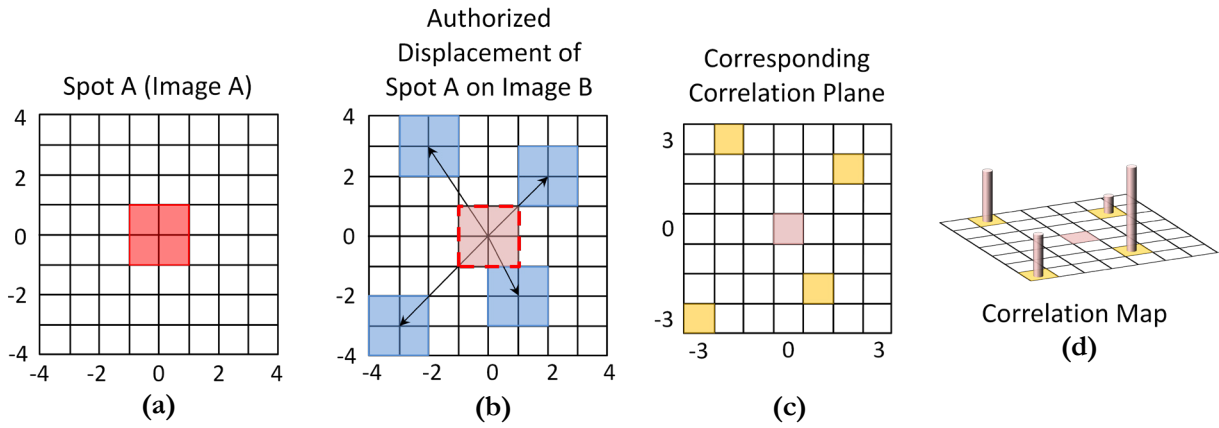 Spot A (Image A)
4
2
0
-2
-4
-4 -2 0 2 4
(a)
Authorized
Displacement of
Spot A on Image B
4
2
0
-2
-4
-4 -2 0 2 4
(b)
Corresponding
Correlation Plane
3
0
-3
-3 0 3
(c)
Correlation Map
(d)